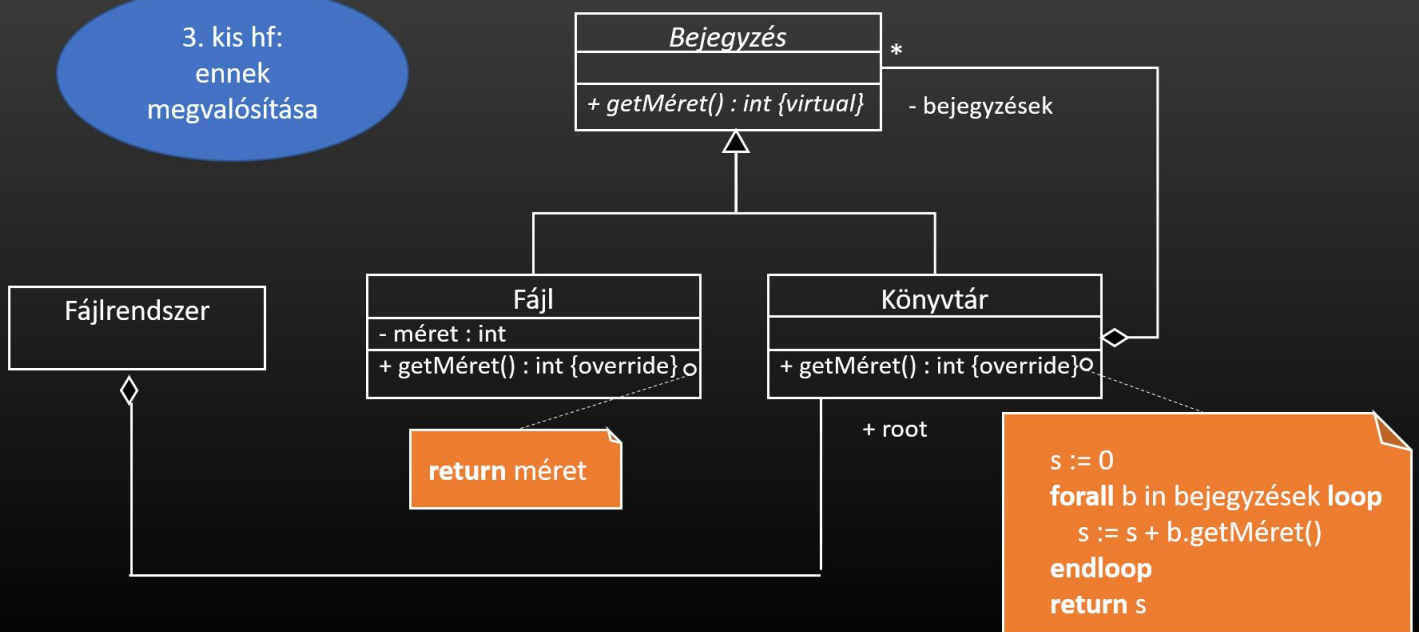 3. kis hf:
ennek
megvalósítása
Bejegyzés
+ getMéret() : int {virtual}
*
- bejegyzések
Fájlrendszer
Fájl
- méret : int
+ getMéret() : int {override}
Könyvtár
+ getMéret() : int {override}
+ root
return méret
s := 0
forall b in bejegyzések loop
s := s + b.getMéret()
endloop
return s